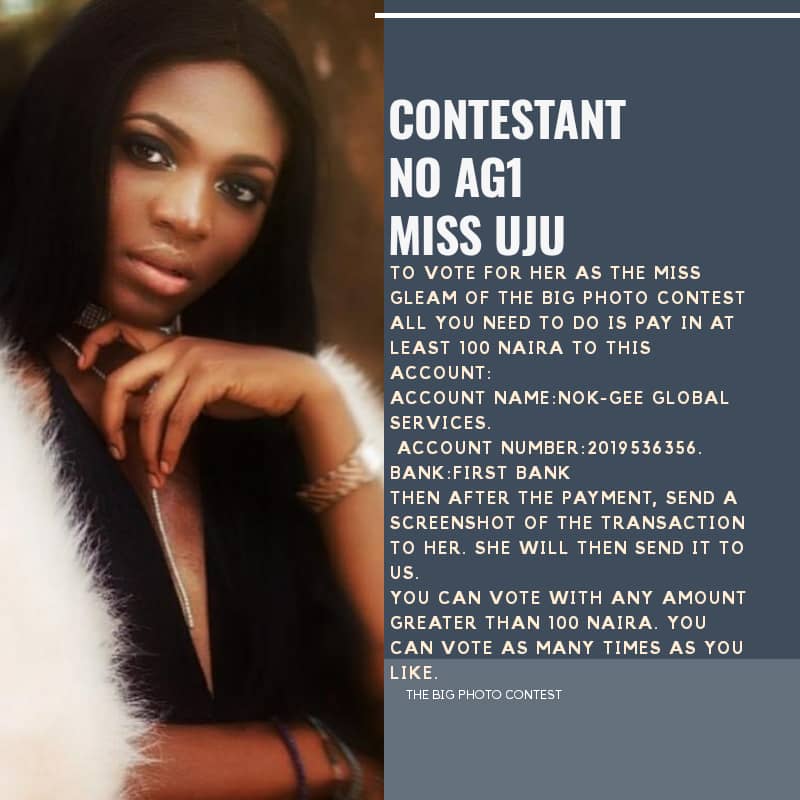 CONTESTANT
NO AG1
MISS UJU
TO VOTE FOR HER AS THE MISS
GLEAM OF THE BIG PHOTO CONTEST
ALL YOU NEED TO DO IS PAY IN AT
LEAST 100 NAIRA TO THIS
ACCOUNT:
ACCOUNT NAME:NOK-GEE GLOBAL
SERVICES.
ACCOUNT NUMBER:2019536356.
BANK:FIRST BANK
THEN AFTER THE PAYMENT, SEND A
SCREENSHOT OF THE TRANSACTION
TO HER. SHE WILL THEN SEND IT TO
US.
YOU CAN VOTE WITH ANY AMOUNT
GREATER THAN 100 NAIRA. YOU
CAN VOTE AS MANY TIMES AS YOU
LIKE.
THE BIG PHOTO CONTEST